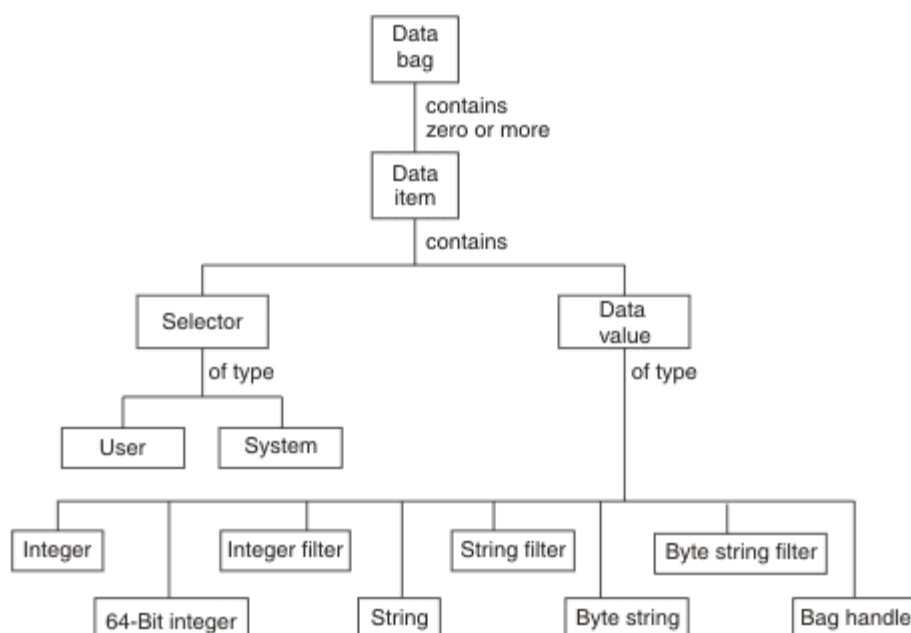 Data
bag
contains
zero or more
Data
item
contains
Selector
Data
value
of type
of type
User
System
Integer
Integer filter
String filter
Byte string filter
64-Bit integer
String
Byte string
Bag handle